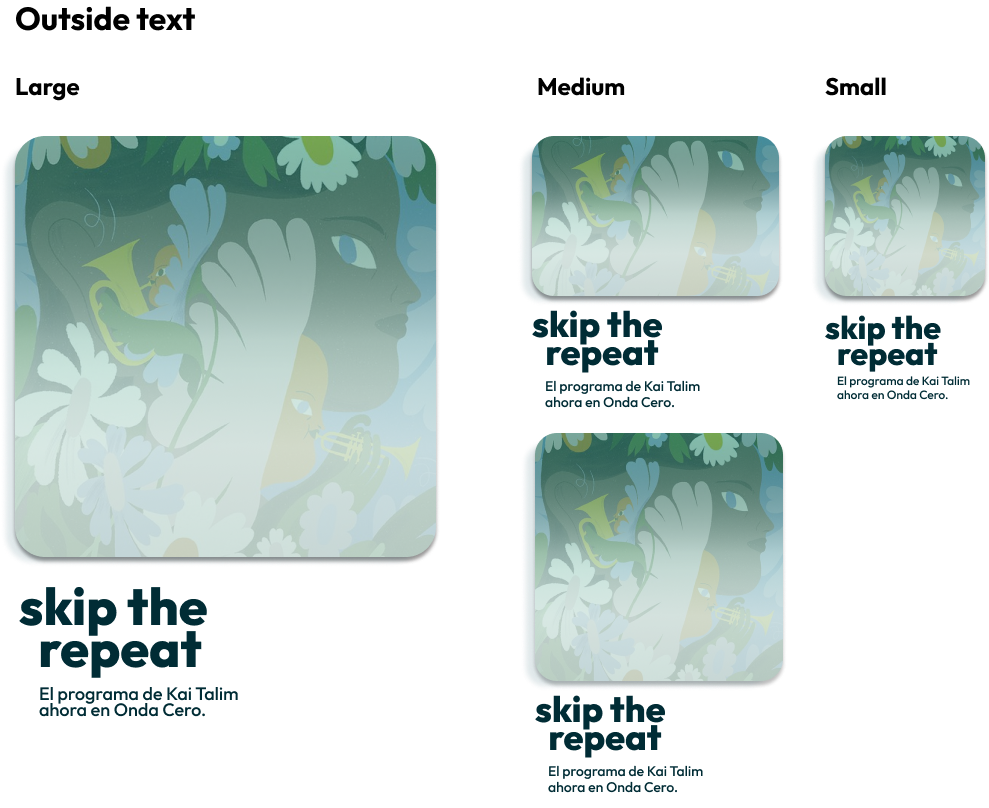 Outside text
Large
skip the
repeat
El programa de Kai Talim
ahora en Onda Cero.
Medium
skip the
repeat
El programa de Kai Talim
ahora en Onda Cero.
skip the
repeat
El programa de Kai Talim
ahora en Onda Cero.
Small
skip the
repeat
El programa de Kai Talim
ahora en Onda Cero.